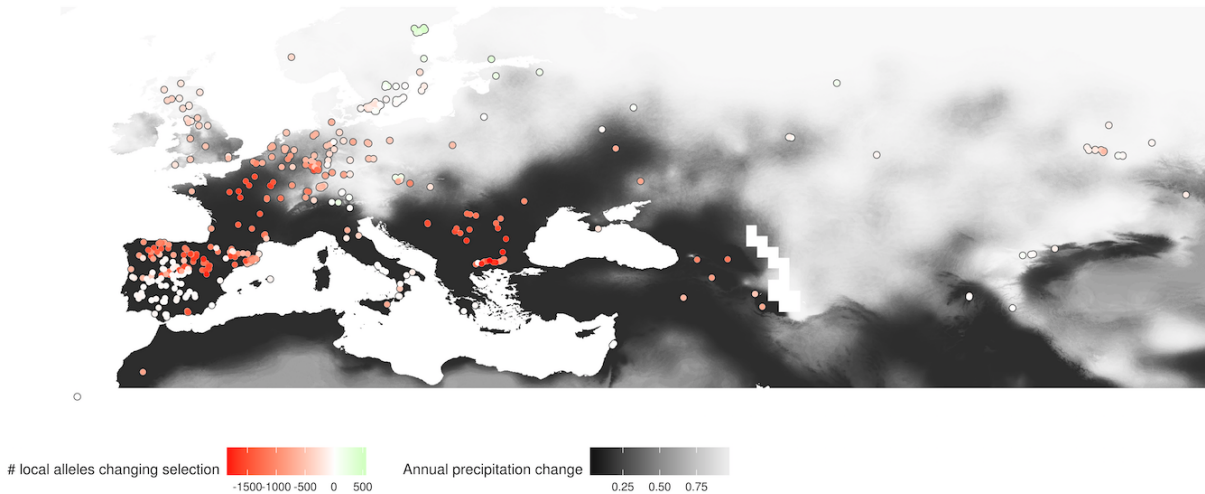 # local alleles changing selection
-1500 -1000 -500 0 500
Annual precipitation change
0.25 0.50 0.75